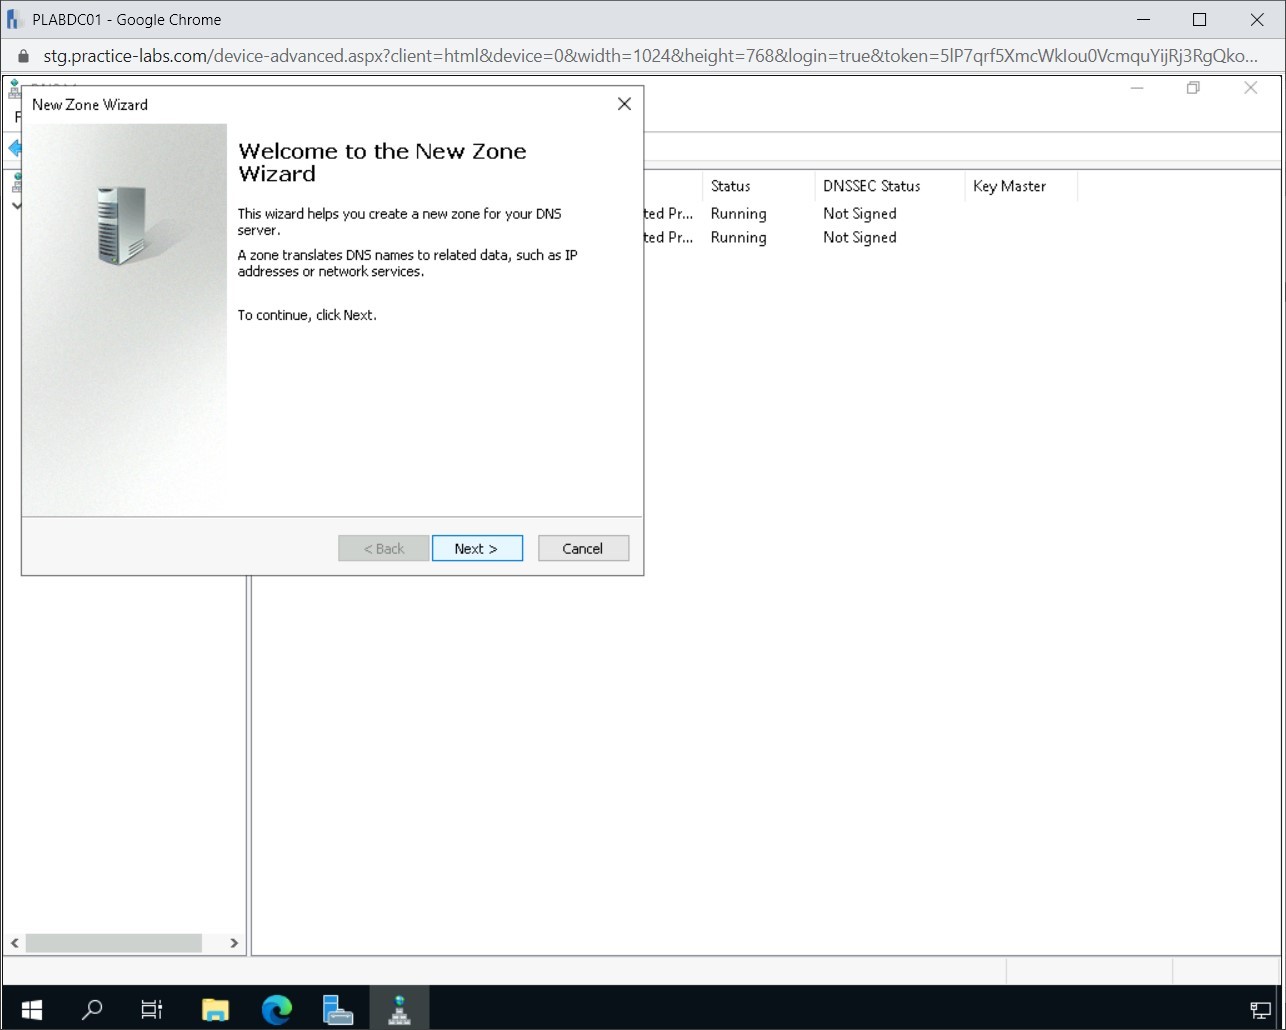 PLABDC01 - Google Chrome
stg.practice-labs.com/device-advanced.aspx?client=html&device=0&width=1024&height=768&login=true&token=5lP7qrf5XmcWkIou0VcmquYijRj3RgQko...
New Zone Wizard
F
Welcome to the New Zone
Wizard
This wizard helps you create a new zone for your DNS
server.
A zone translates DNS names to related data, such as IP
addresses or network services.
To continue, click Next.
< Back
Next >
Cancel
Status
DNSSEC Status
Key Master
ted Pr...
Running
Not Signed
ted Pr...
Running
Not Signed